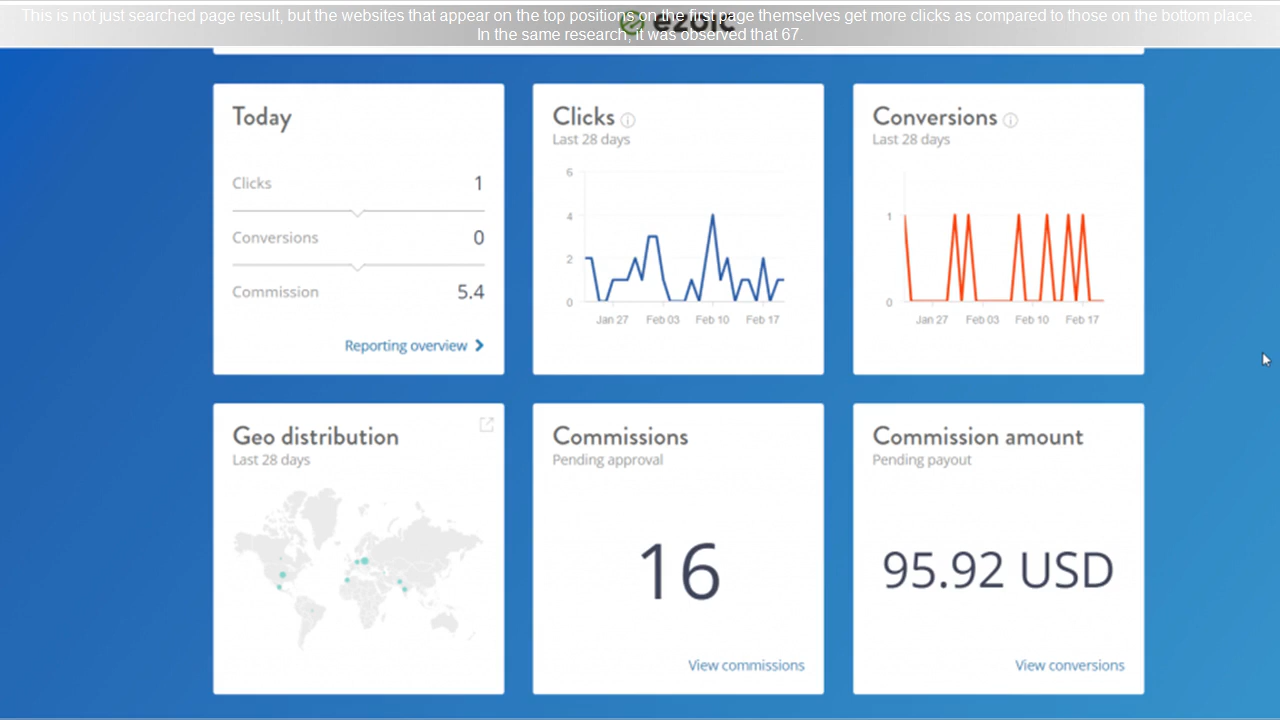 This is not just searched page result, but the websites that appear on the top positions on the first page themselves get more clicks as compared to those on the bottom place.
In the same research, it was observed that 67.
ezoic
Today
Clicks 1
Conversions 0
Commission 5.4
Reporting overview
Clicks
Last 28 days
6
4
2
0
Jan 27 Feb 03 Feb 10 Feb 17
Conversions
Last 28 days
1
0
Jan 27 Feb 03 Feb 10 Feb 17
Geo distribution
Last 28 days
Commissions
Pending approval
16
View commissions
Commission amount
Pending payout
95.92 USD
View conversions